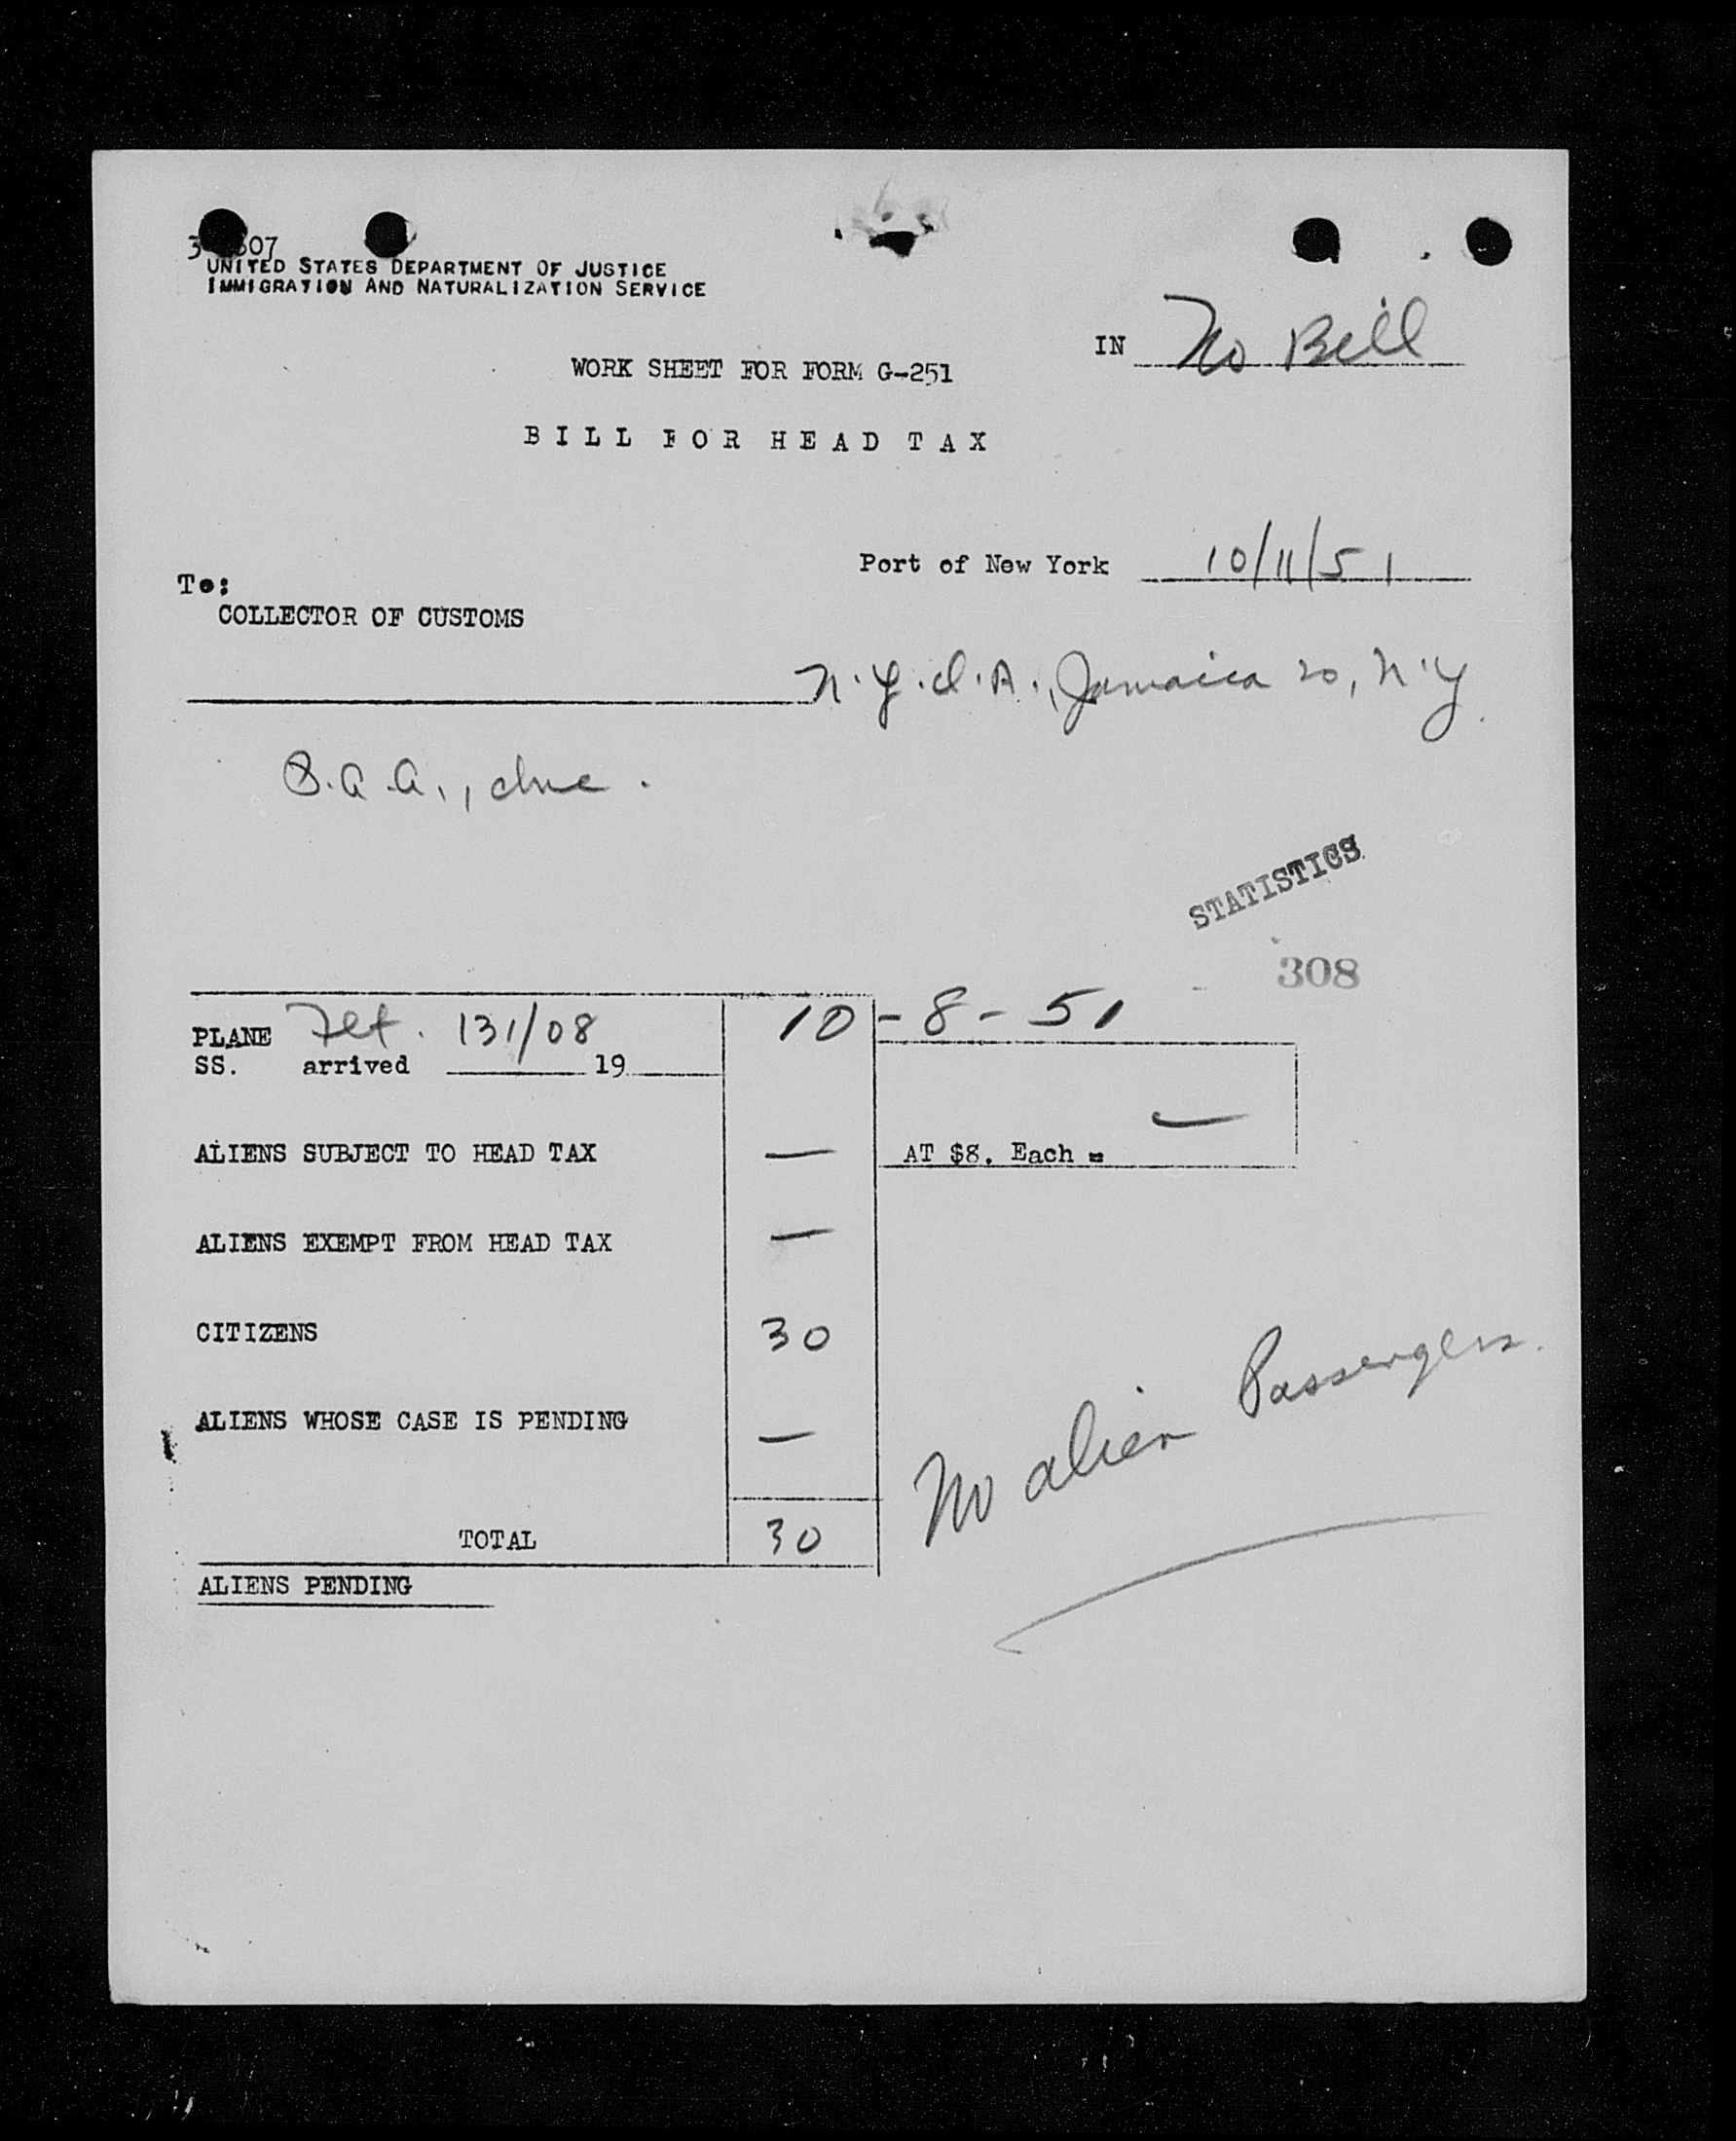 UNITED STATES DEPARTMENT OF JUSTICE
IMMIGRATION AND NATURALIZATION SERVICE
IN No Bill
WORK SHEET FOR FORM G-251
BILL FOR HEAD TAX
Port of New York 10/11/51
To:
COLLECTOR OF CUSTOMS
N.Y.I.A., Jamaica 20, N.Y.
A.A., Inc.
STATISTICS
308
PLANE Flt. 131/08 10-8-51
SS. arrived 19
ALIENS SUBJECT TO HEAD TAX — AT $8. Each = —
ALIENS EXEMPT FROM HEAD TAX —
CITIZENS 30
ALIENS WHOSE CASE IS PENDING —
No alien Passengers.
TOTAL 30
ALIENS PENDING